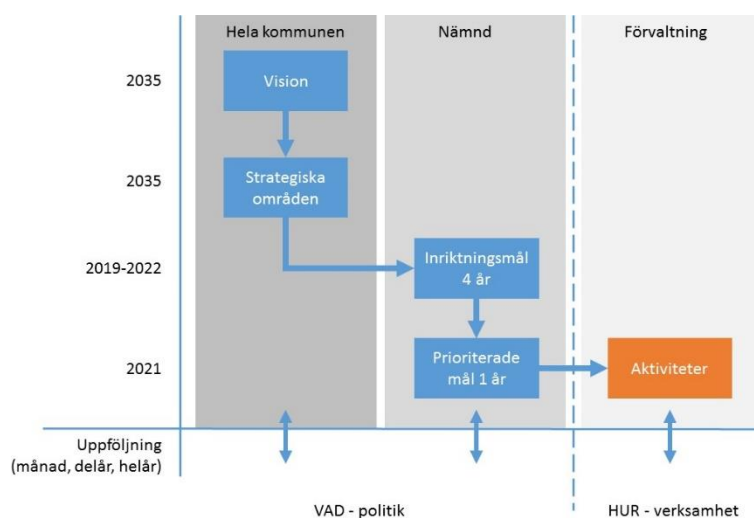 Hela kommunen
Nämnd
Förvaltning
2035
Vision
2035
Strategiska
områden
2019-2022
Inriktningsmål
4 år
2021
Prioriterade
mål 1 år
Aktiviteter
Uppföljning
(månad, delår, helår)
VAD - politik
HUR - verksamhet